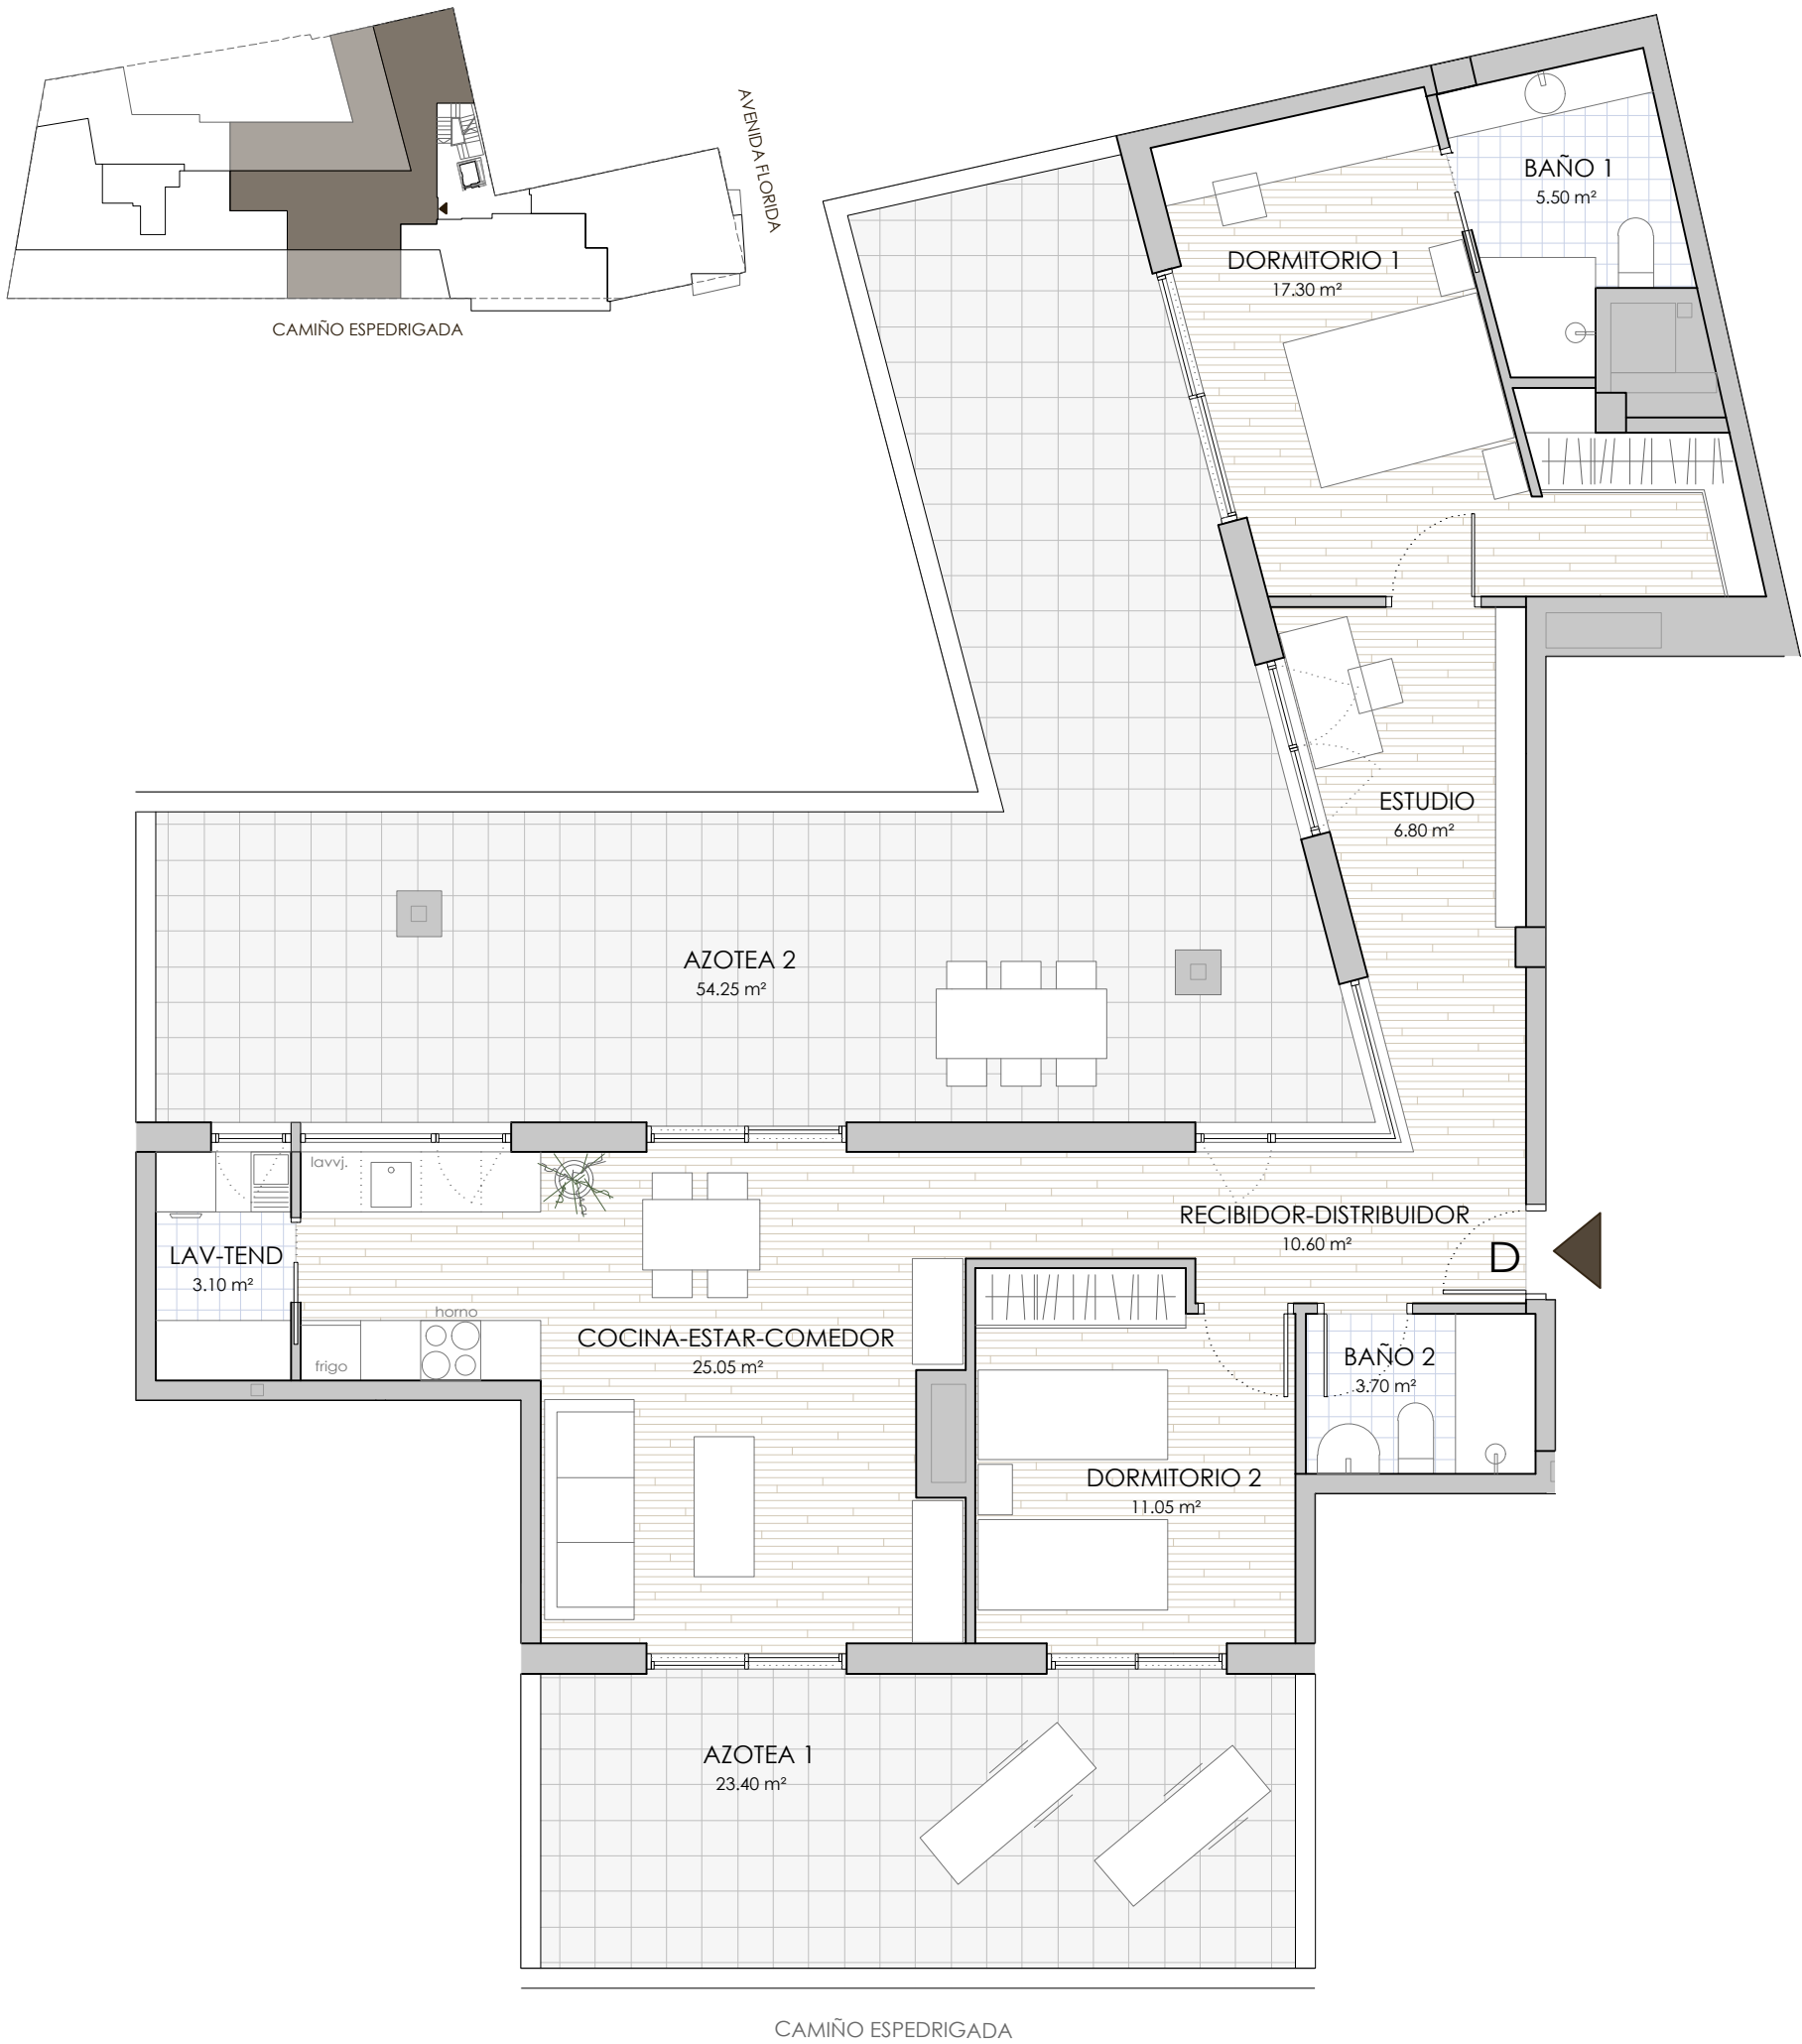 AVENIDA FLORIDA
CAMIÑO ESPEDRIGADA
BAÑO 1
5.50 m²
DORMITORIO 1
17.30 m²
ESTUDIO
6.80 m²
AZOTEA 2
54.25 m²
lavvj.
RECIBIDOR-DISTRIBUIDOR
10.60 m²
D
LAV-TEND
3.10 m²
horno
frigo
COCINA-ESTAR-COMEDOR
25.05 m²
BAÑO 2
3.70 m²
DORMITORIO 2
11.05 m²
AZOTEA 1
23.40 m²
CAMIÑO ESPEDRIGADA